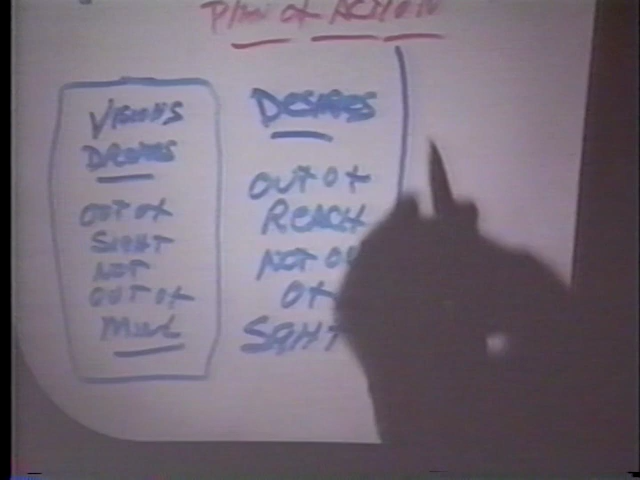 Plan of ACTION
VISIONS
DREAMS
OUT OF
SIGHT
NOT
OUT OF
MIND
DESIRES
OUT OF
REACH
NOT OU
OF
SIGHT